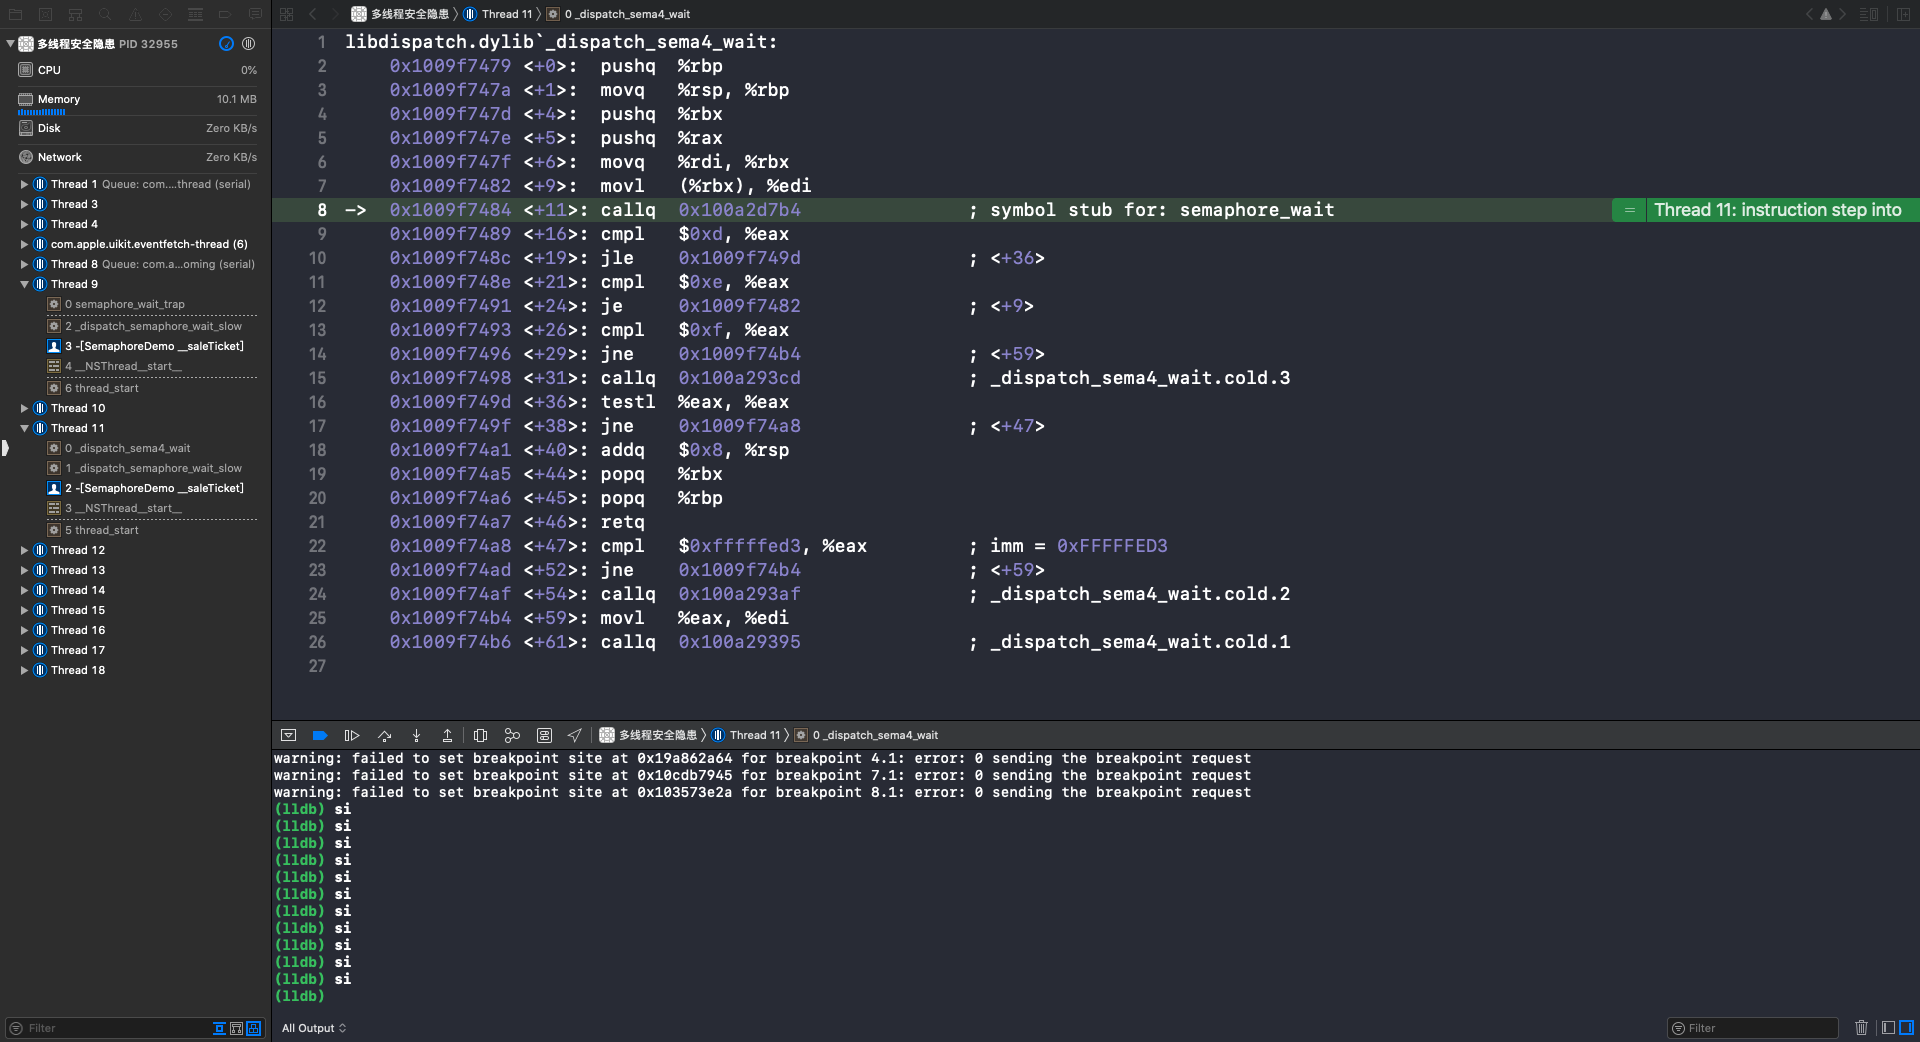 多线程安全隐患 〉 Thread 11 〉 0 _dispatch_sema4_wait
多线程安全隐患 PID 32955
CPU 0%
Memory 10.1 MB
Disk Zero KB/s
Network Zero KB/s
Thread 1 Queue: com....thread (serial)
Thread 3
Thread 4
com.apple.uikit.eventfetch-thread (6)
Thread 8 Queue: com.a...oming (serial)
Thread 9
0 semaphore_wait_trap
2 _dispatch_semaphore_wait_slow
3 -[SemaphoreDemo __saleTicket]
4 __NSThread__start__
6 thread_start
Thread 10
Thread 11
0 _dispatch_sema4_wait
1 _dispatch_semaphore_wait_slow
2 -[SemaphoreDemo __saleTicket]
3 __NSThread__start__
5 thread_start
Thread 12
Thread 13
Thread 14
Thread 15
Thread 16
Thread 17
Thread 18
Filter
1 libdispatch.dylib`_dispatch_sema4_wait:
2 0x1009f7479 <+0>: pushq %rbp
3 0x1009f747a <+1>: movq %rsp, %rbp
4 0x1009f747d <+4>: pushq %rbx
5 0x1009f747e <+5>: pushq %rax
6 0x1009f747f <+6>: movq %rdi, %rbx
7 0x1009f7482 <+9>: movl (%rbx), %edi
8 -> 0x1009f7484 <+11>: callq 0x100a2d7b4 ; symbol stub for: semaphore_wait = Thread 11: instruction step into
9 0x1009f7489 <+16>: cmpl $0xd, %eax
10 0x1009f748c <+19>: jle 0x1009f749d ; <+36>
11 0x1009f748e <+21>: cmpl $0xe, %eax
12 0x1009f7491 <+24>: je 0x1009f7482 ; <+9>
13 0x1009f7493 <+26>: cmpl $0xf, %eax
14 0x1009f7496 <+29>: jne 0x1009f74b4 ; <+59>
15 0x1009f7498 <+31>: callq 0x100a293cd ; _dispatch_sema4_wait.cold.3
16 0x1009f749d <+36>: testl %eax, %eax
17 0x1009f749f <+38>: jne 0x1009f74a8 ; <+47>
18 0x1009f74a1 <+40>: addq $0x8, %rsp
19 0x1009f74a5 <+44>: popq %rbx
20 0x1009f74a6 <+45>: popq %rbp
21 0x1009f74a7 <+46>: retq
22 0x1009f74a8 <+47>: cmpl $0xfffffed3, %eax ; imm = 0xFFFFFED3
23 0x1009f74ad <+52>: jne 0x1009f74b4 ; <+59>
24 0x1009f74af <+54>: callq 0x100a293af ; _dispatch_sema4_wait.cold.2
25 0x1009f74b4 <+59>: movl %eax, %edi
26 0x1009f74b6 <+61>: callq 0x100a29395 ; _dispatch_sema4_wait.cold.1
27
多线程安全隐患 〉 Thread 11 〉 0 _dispatch_sema4_wait
warning: failed to set breakpoint site at 0x19a862a64 for breakpoint 4.1: error: 0 sending the breakpoint request
warning: failed to set breakpoint site at 0x10cdb7945 for breakpoint 7.1: error: 0 sending the breakpoint request
warning: failed to set breakpoint site at 0x103573e2a for breakpoint 8.1: error: 0 sending the breakpoint request
(lldb) si
(lldb) si
(lldb) si
(lldb) si
(lldb) si
(lldb) si
(lldb) si
(lldb) si
(lldb) si
(lldb) si
(lldb) si
(lldb)
All Output
Filter